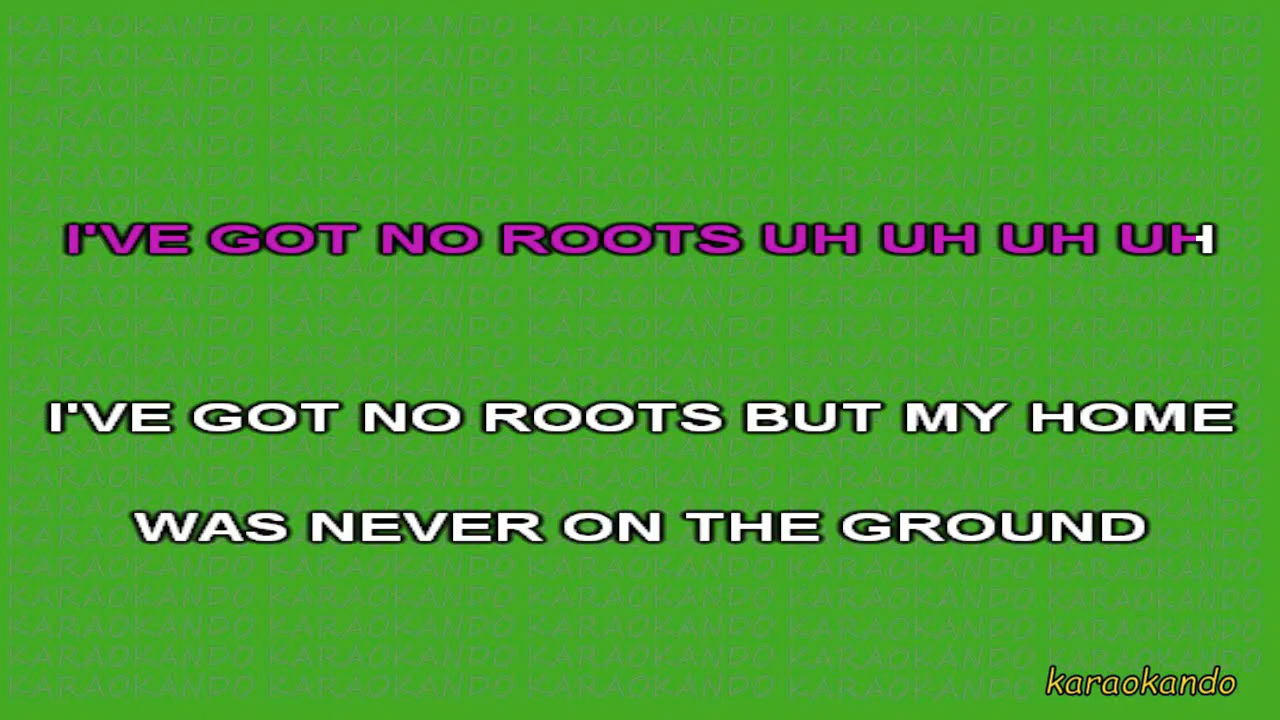 I'VE GOT NO ROOTS UH UH UH UH
I'VE GOT NO ROOTS BUT MY HOME
WAS NEVER ON THE GROUND
karaokando